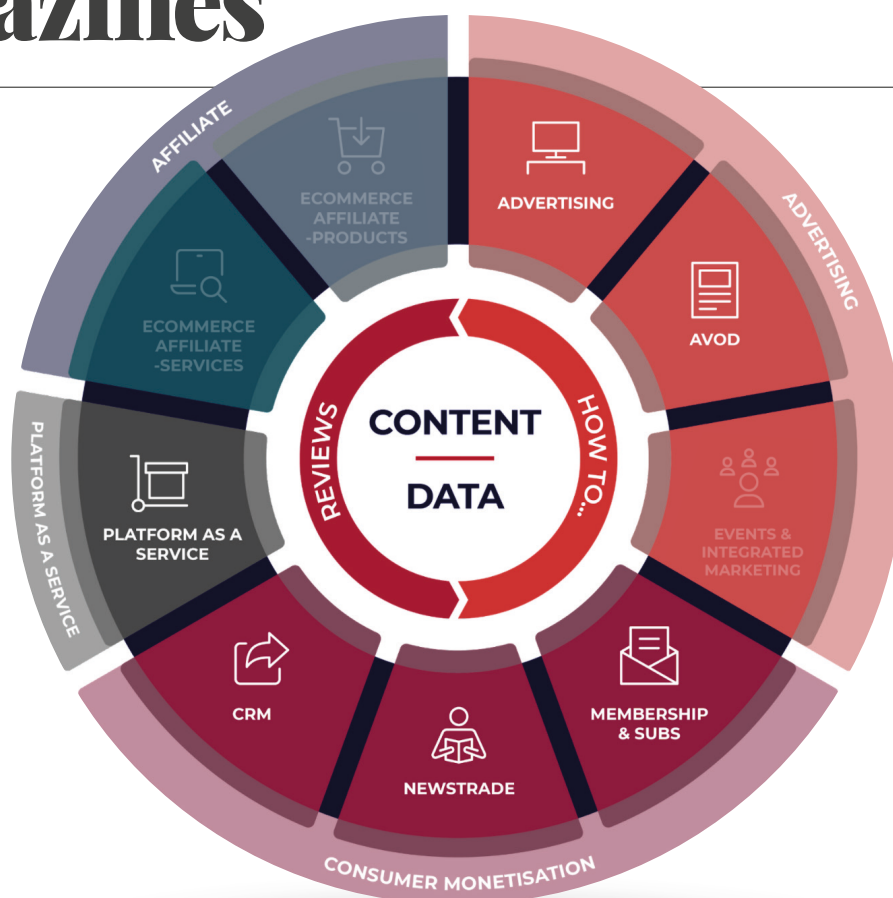 AFFILIATE
ADVERTISING
ECOMMERCE
AFFILIATE
-PRODUCTS
ADVERTISING
ECOMMERCE
AFFILIATE
-SERVICES
AVOD
REVIEWS
CONTENT
DATA
HOW TO...
PLATFORM AS A SERVICE
PLATFORM AS A
SERVICE
EVENTS &
INTEGRATED
MARKETING
CRM
NEWSTRADE
MEMBERSHIP
& SUBS
CONSUMER MONETISATION